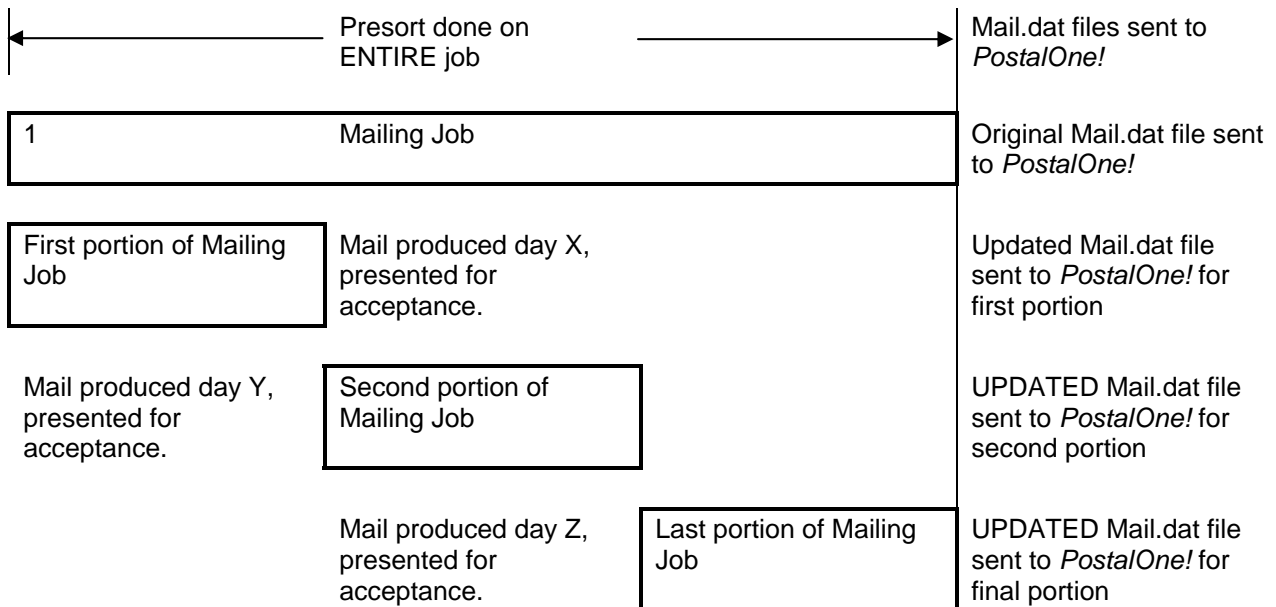 Presort done on
ENTIRE job
Mail.dat files sent to
PostalOne!
1
Mailing Job
Original Mail.dat file sent
to PostalOne!
First portion of Mailing
Job
Mail produced day X,
presented for
acceptance.
Updated Mail.dat file
sent to PostalOne! for
first portion
Mail produced day Y,
presented for
acceptance.
Second portion of
Mailing Job
UPDATED Mail.dat file
sent to PostalOne! for
second portion
Mail produced day Z,
presented for
acceptance.
Last portion of Mailing
Job
UPDATED Mail.dat file
sent to PostalOne! for
final portion